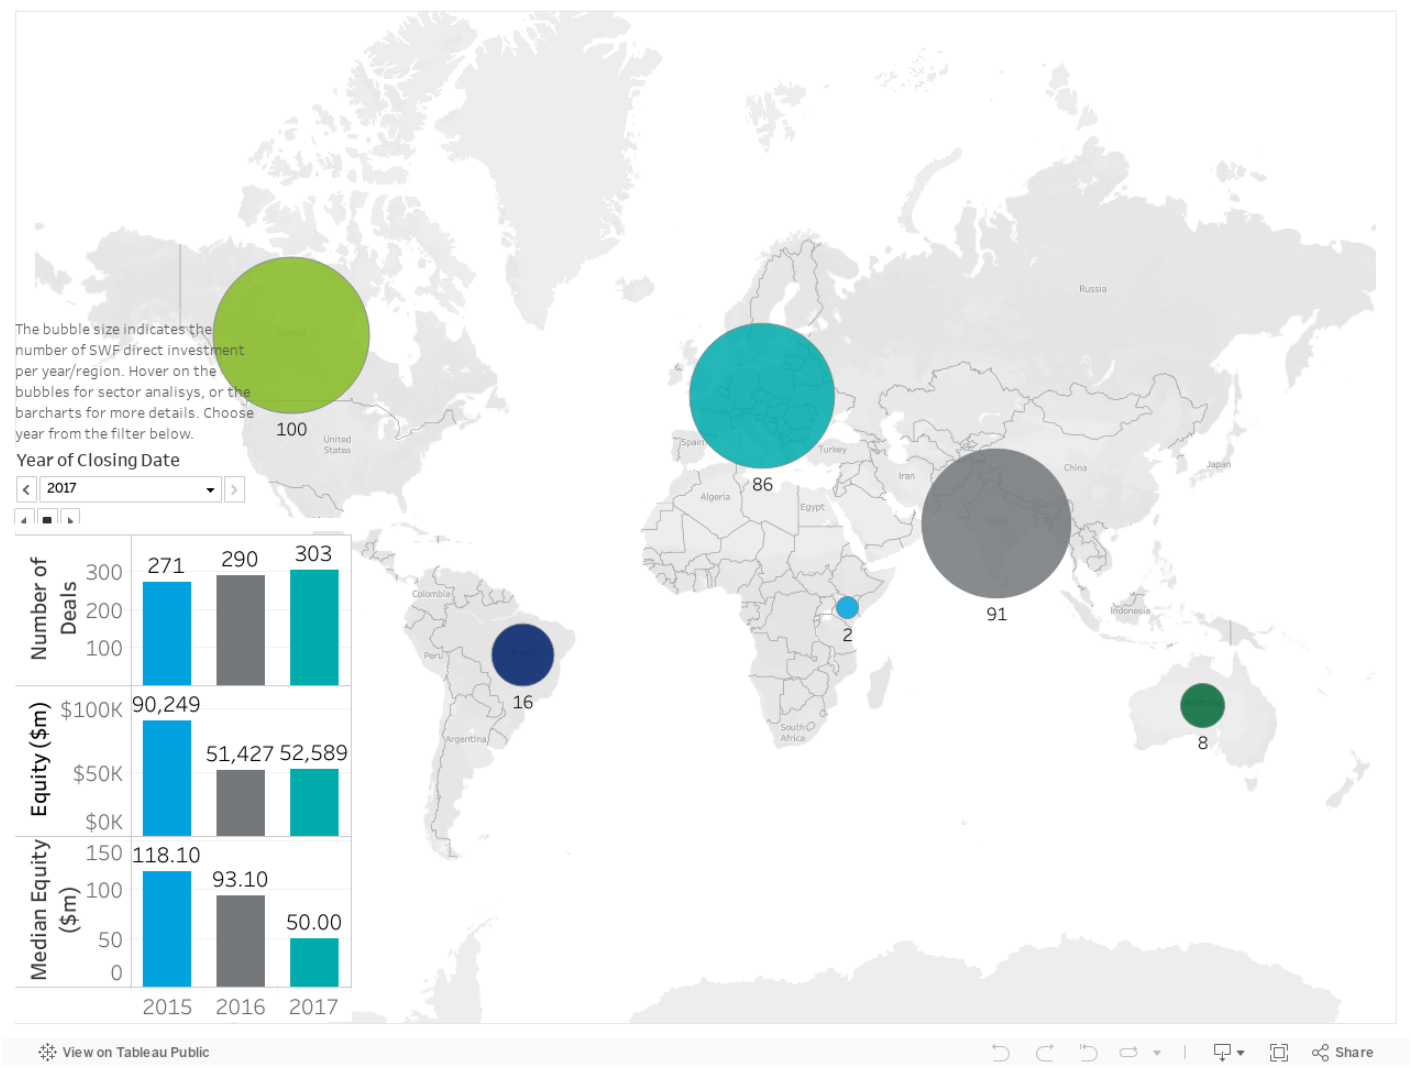 Russia
Canada
The bubble size indicates the
number of SWF direct investment
per year/region. Hover on the
bubbles for sector analisys, or the
barcharts for more details. Choose
year from the filter below.
100
United
States
Year of Closing Date
2017
France
Spain
Turkey
86
Algeria
Egypt
Iran
China
Japan
India
91
Indonesia
2
Colombia
Peru
Brazil
16
Argentina
South
Africa
Australia
8
Number of
Deals
300
200
100
271
290
303
Equity ($m)
$100K
$50K
$0K
90,249
51,427
52,589
Median Equity
($m)
150
100
50
0
118.10
93.10
50.00
2015
2016
2017
View on Tableau Public
Share